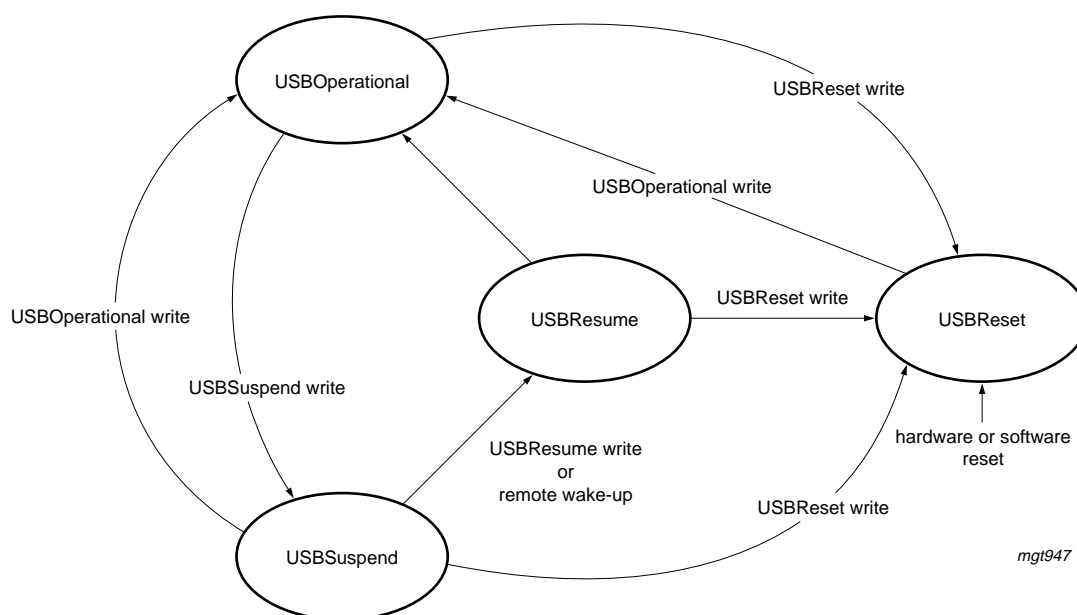 USBOperational
USBReset write
USBOperational write
USBResume
USBReset write
USBReset
USBOperational write
USBSuspend write
hardware or software
reset
USBResume write
or
remote wake-up
USBReset write
USBSuspend
mgt947